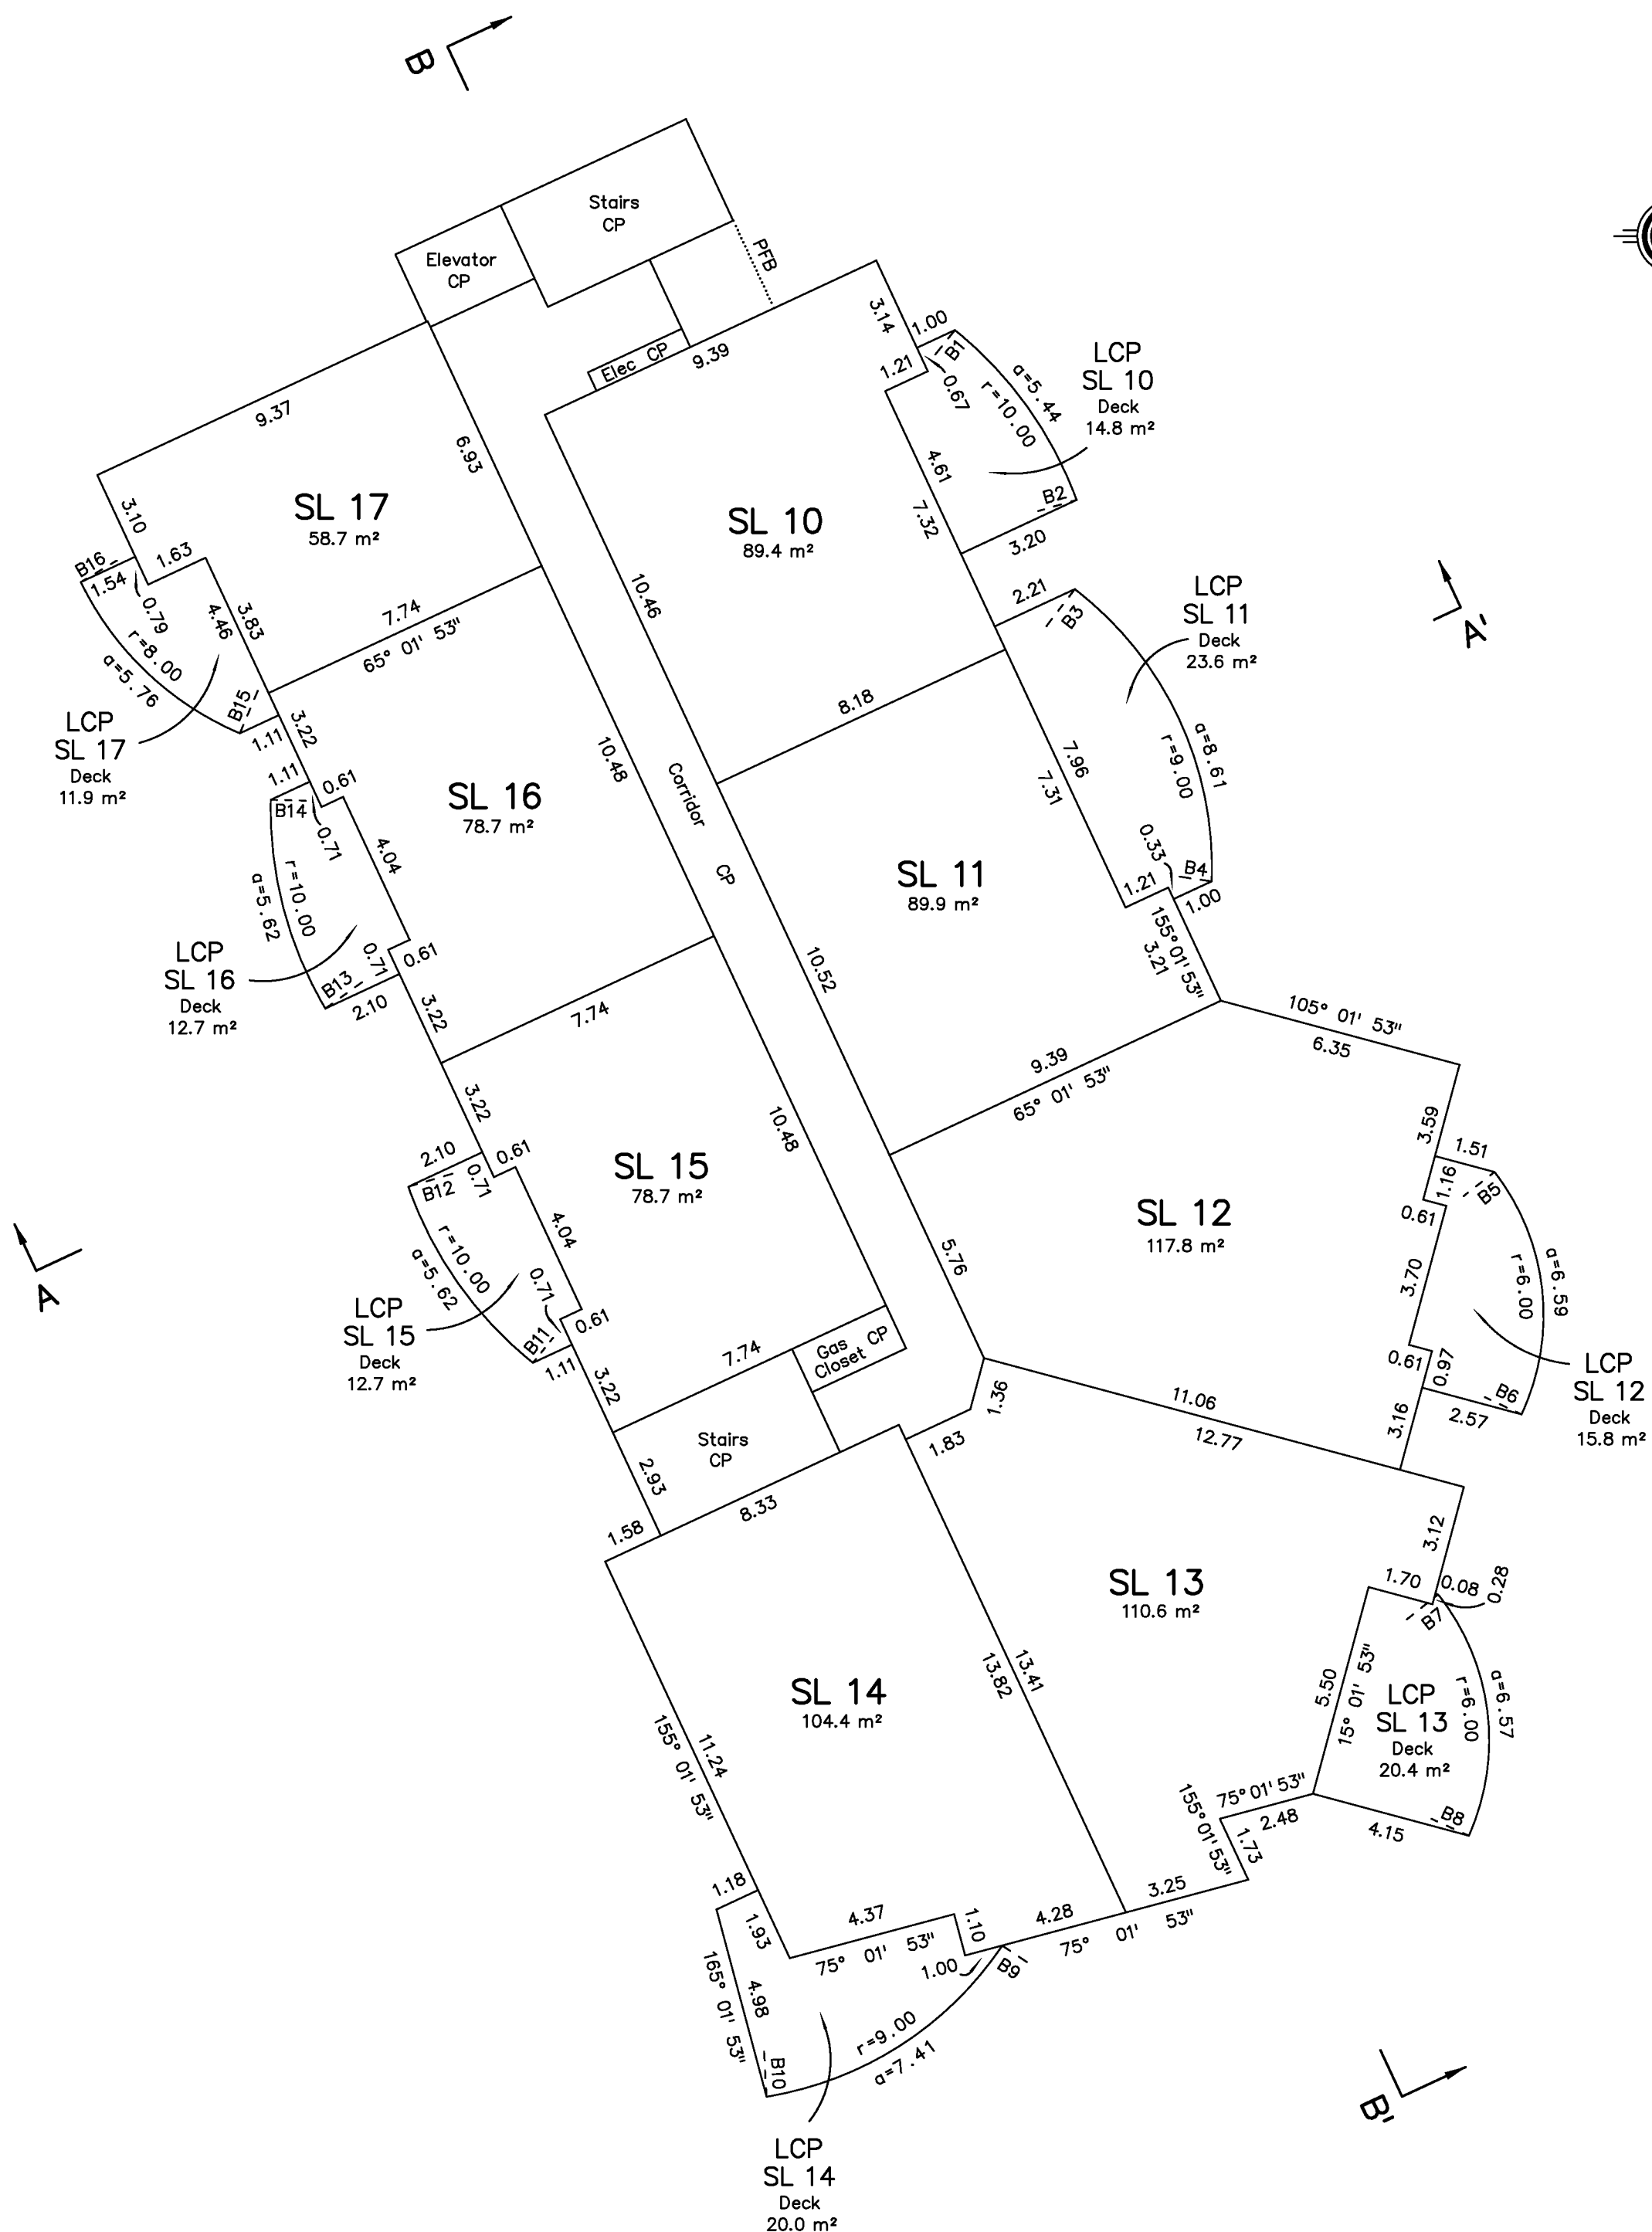 B
Stairs
CP
Elevator
CP
PFB
Elec CP
9.39
3.14
1.00
B1
1.21
0.67
a=5.44
r=10.00
LCP
SL 10
Deck
14.8 m²
9.37
6.93
4.61
B2
7.32
3.20
SL 17
58.7 m²
SL 10
89.4 m²
3.10
1.63
B16
1.54
0.79
4.46
3.83
r=8.00
a=5.76
7.74
65° 01' 53"
10.46
2.21
B3
LCP
SL 11
Deck
23.6 m²
A'
B15
1.11
3.22
LCP
SL 17
Deck
11.9 m²
8.18
10.48
Corridor
CP
7.96
7.31
a=8.61
r=9.00
1.11
0.61
B14
0.71
SL 16
78.7 m²
4.04
r=10.00
a=5.62
SL 11
89.9 m²
0.33
B4
1.21
1.00
155° 01' 53"
3.21
LCP
SL 16
Deck
12.7 m²
0.71
0.61
B13
2.10
3.22
10.52
7.74
105° 01' 53"
6.35
9.39
65° 01' 53"
3.22
10.48
3.59
1.51
2.10
0.61
B12
0.71
SL 15
78.7 m²
1.16
B5
0.61
SL 12
117.8 m²
4.04
r=10.00
a=5.62
5.76
3.70
r=6.00
a=6.59
A
LCP
SL 15
Deck
12.7 m²
0.71
0.61
B11
1.11
3.22
7.74
Gas
Closet CP
0.61
0.97
B6
2.57
LCP
SL 12
Deck
15.8 m²
1.36
11.06
12.77
3.16
Stairs
CP
1.83
2.93
8.33
1.58
3.12
SL 13
110.6 m²
1.70
0.08
0.28
B7
13.82
13.41
SL 14
104.4 m²
5.50
15° 01' 53"
LCP
SL 13
Deck
20.4 m²
r=6.00
a=6.57
155° 01' 53"
11.24
75° 01' 53"
2.48
155° 01' 53"
1.73
B8
4.15
1.18
1.93
4.37
75° 01' 53"
1.10
4.28
3.25
75° 01' 53"
1.00
B9
165° 01' 53"
4.98
r=9.00
a=7.41
B10
B'
LCP
SL 14
Deck
20.0 m²